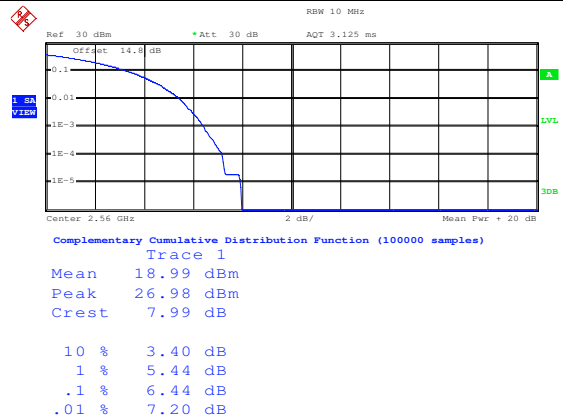 RBW 10 MHz
Ref 30 dBm *Att 30 dB AQT 3.125 ms
Offset 14.8 dB
0.1
A
0.01
1 SA
VIEW
1E-3
LVL
1E-4
1E-5
3DB
Center 2.56 GHz 2 dB/ Mean Pwr + 20 dB
Complementary Cumulative Distribution Function (100000 samples)
Trace 1
Mean 18.99 dBm
Peak 26.98 dBm
Crest 7.99 dB
10 % 3.40 dB
1 % 5.44 dB
.1 % 6.44 dB
.01 % 7.20 dB